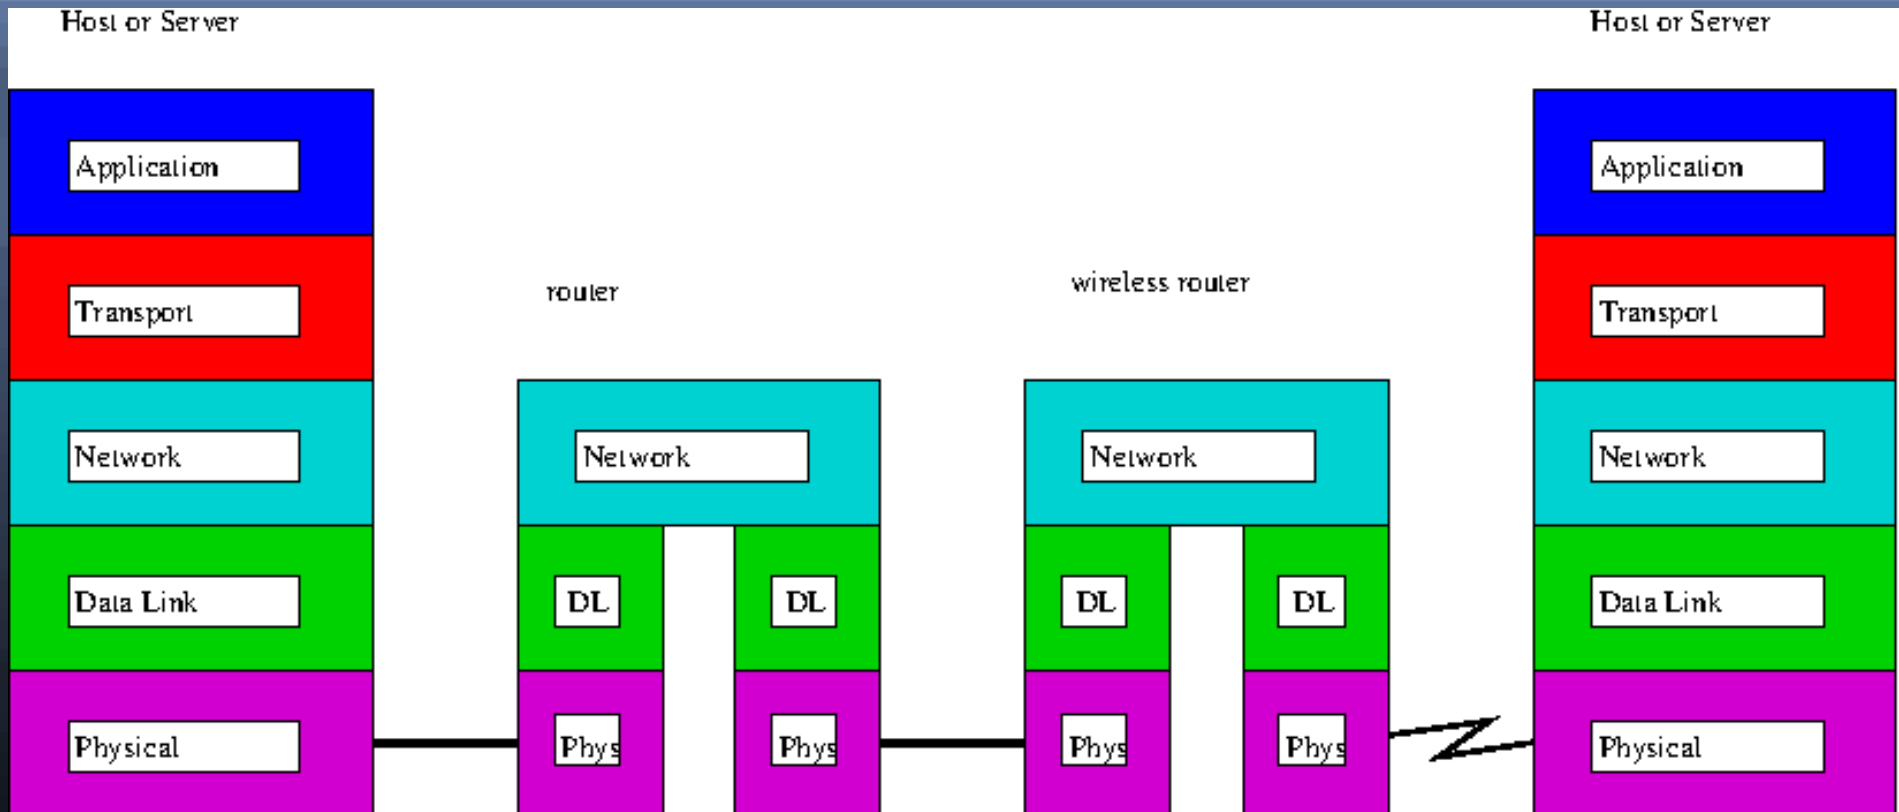 Host or Server
Host or Server
Application
Application
Transport
router
wireless router
Transport
Network
Network
Network
Network
Data Link
DL
DL
DL
DL
Data Link
Physical
Phys
Phys
Phys
Phys
Physical